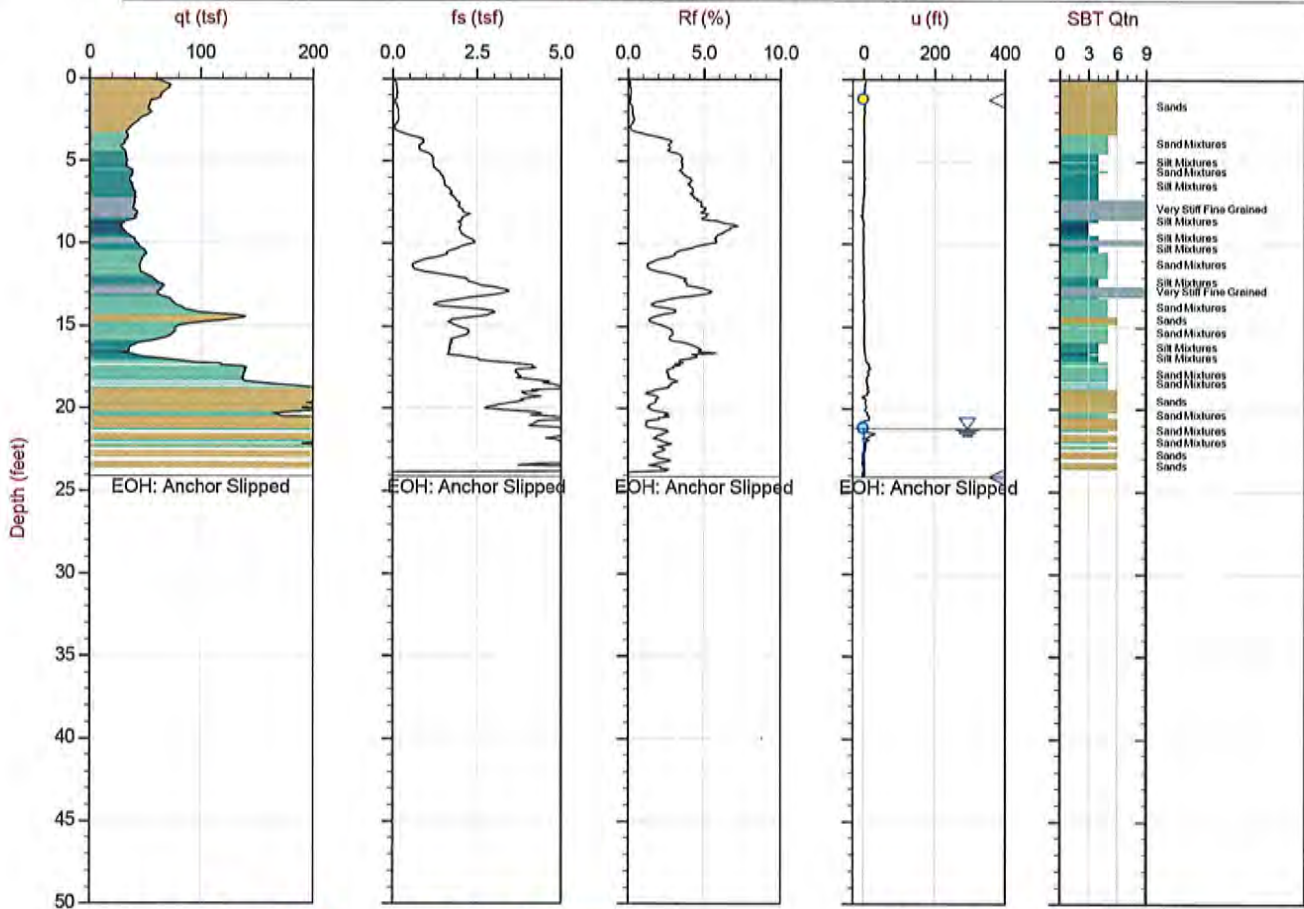 qt (tsf) fs (tsf) Rf (%) u (ft) SBT Qtn
0 100 200 0.0 2.5 5.0 0.0 5.0 10.0 0 200 400 0 3 6 9
0
Sands
Sand Mixtures
5
Silt Mixtures
Sand Mixtures
Silt Mixtures
Very Stiff Fine Grained
Silt Mixtures
10
Silt Mixtures
Silt Mixtures
Sand Mixtures
Silt Mixtures
Very Stiff Fine Grained
Sand Mixtures
15
Sands
Sand Mixtures
Silt Mixtures
Silt Mixtures
Sand Mixtures
Sand Mixtures
20
Sands
Sand Mixtures
Sand Mixtures
Sand Mixtures
Sands
Sands
25
EOH: Anchor Slipped EOH: Anchor Slipped EOH: Anchor Slipped EOH: Anchor Slipped
Depth (feet)
30
35
40
45
50